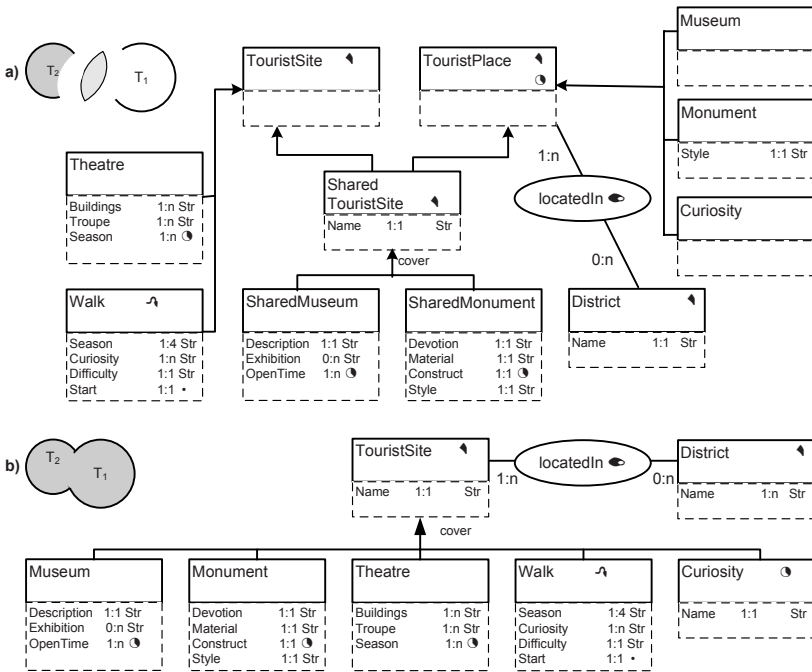 a)
T2
T1
TouristSite
TouristPlace
Museum
Monument
Style 1:1 Str
Curiosity
Theatre
Buildings 1:n Str
Troupe 1:n Str
Season 1:n
Shared
TouristSite
Name 1:1 Str
1:n
locatedIn
0:n
cover
Walk
Season 1:4 Str
Curiosity 1:n Str
Difficulty 1:1 Str
Start 1:1 •
SharedMuseum
Description 1:1 Str
Exhibition 0:n Str
OpenTime 1:n
SharedMonument
Devotion 1:1 Str
Material 1:1 Str
Construct 1:1
Style 1:1 Str
District
Name 1:1 Str
b)
T2
T1
TouristSite
Name 1:1 Str
1:n
locatedIn
0:n
District
Name 1:n Str
cover
Museum
Description 1:1 Str
Exhibition 0:n Str
OpenTime 1:n
Monument
Devotion 1:1 Str
Material 1:1 Str
Construct 1:1
Style 1:1 Str
Theatre
Buildings 1:n Str
Troupe 1:n Str
Season 1:n
Walk
Season 1:4 Str
Curiosity 1:n Str
Difficulty 1:1 Str
Start 1:1 •
Curiosity
Name 1:1 Str